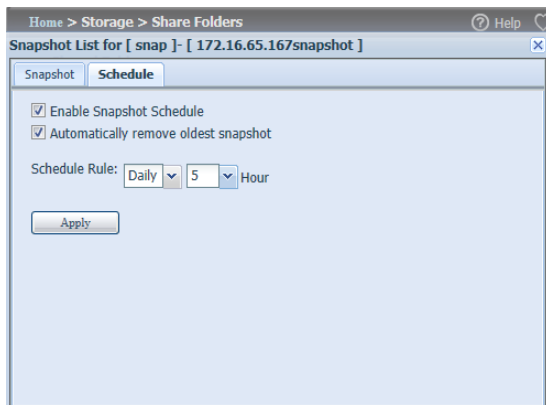 Home > Storage > Share Folders
? Help
Snapshot List for [ snap ]- [ 172.16.65.167snapshot ]
Snapshot
Schedule
Enable Snapshot Schedule
Automatically remove oldest snapshot
Schedule Rule: Daily 5 Hour
Apply